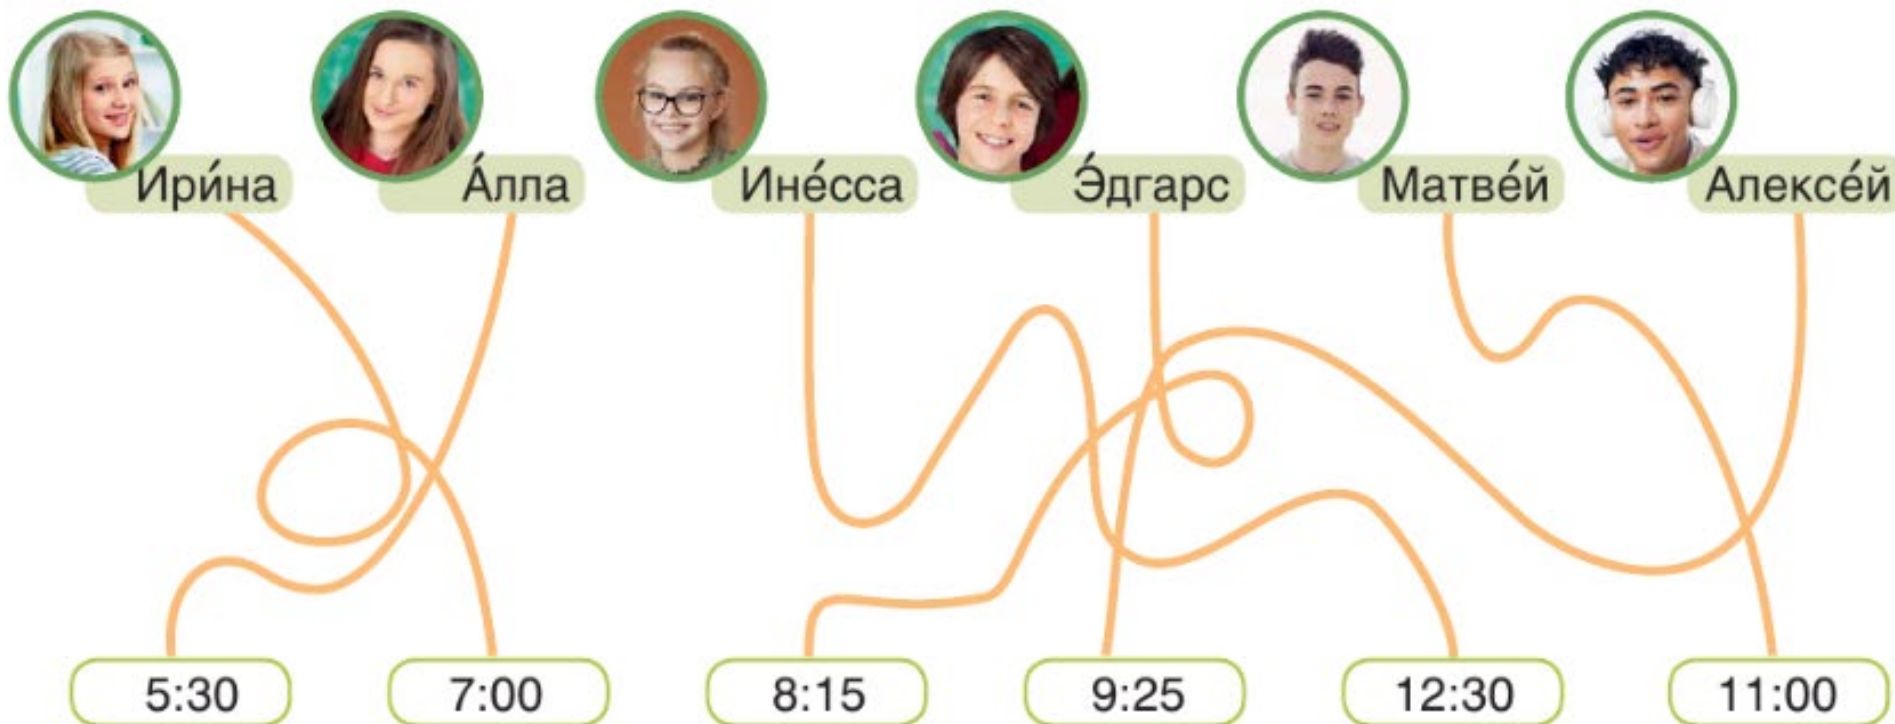 Ири́на А́лла Ине́сса Э́дгарс Матве́й Алексе́й
5:30 7:00 8:15 9:25 12:30 11:00